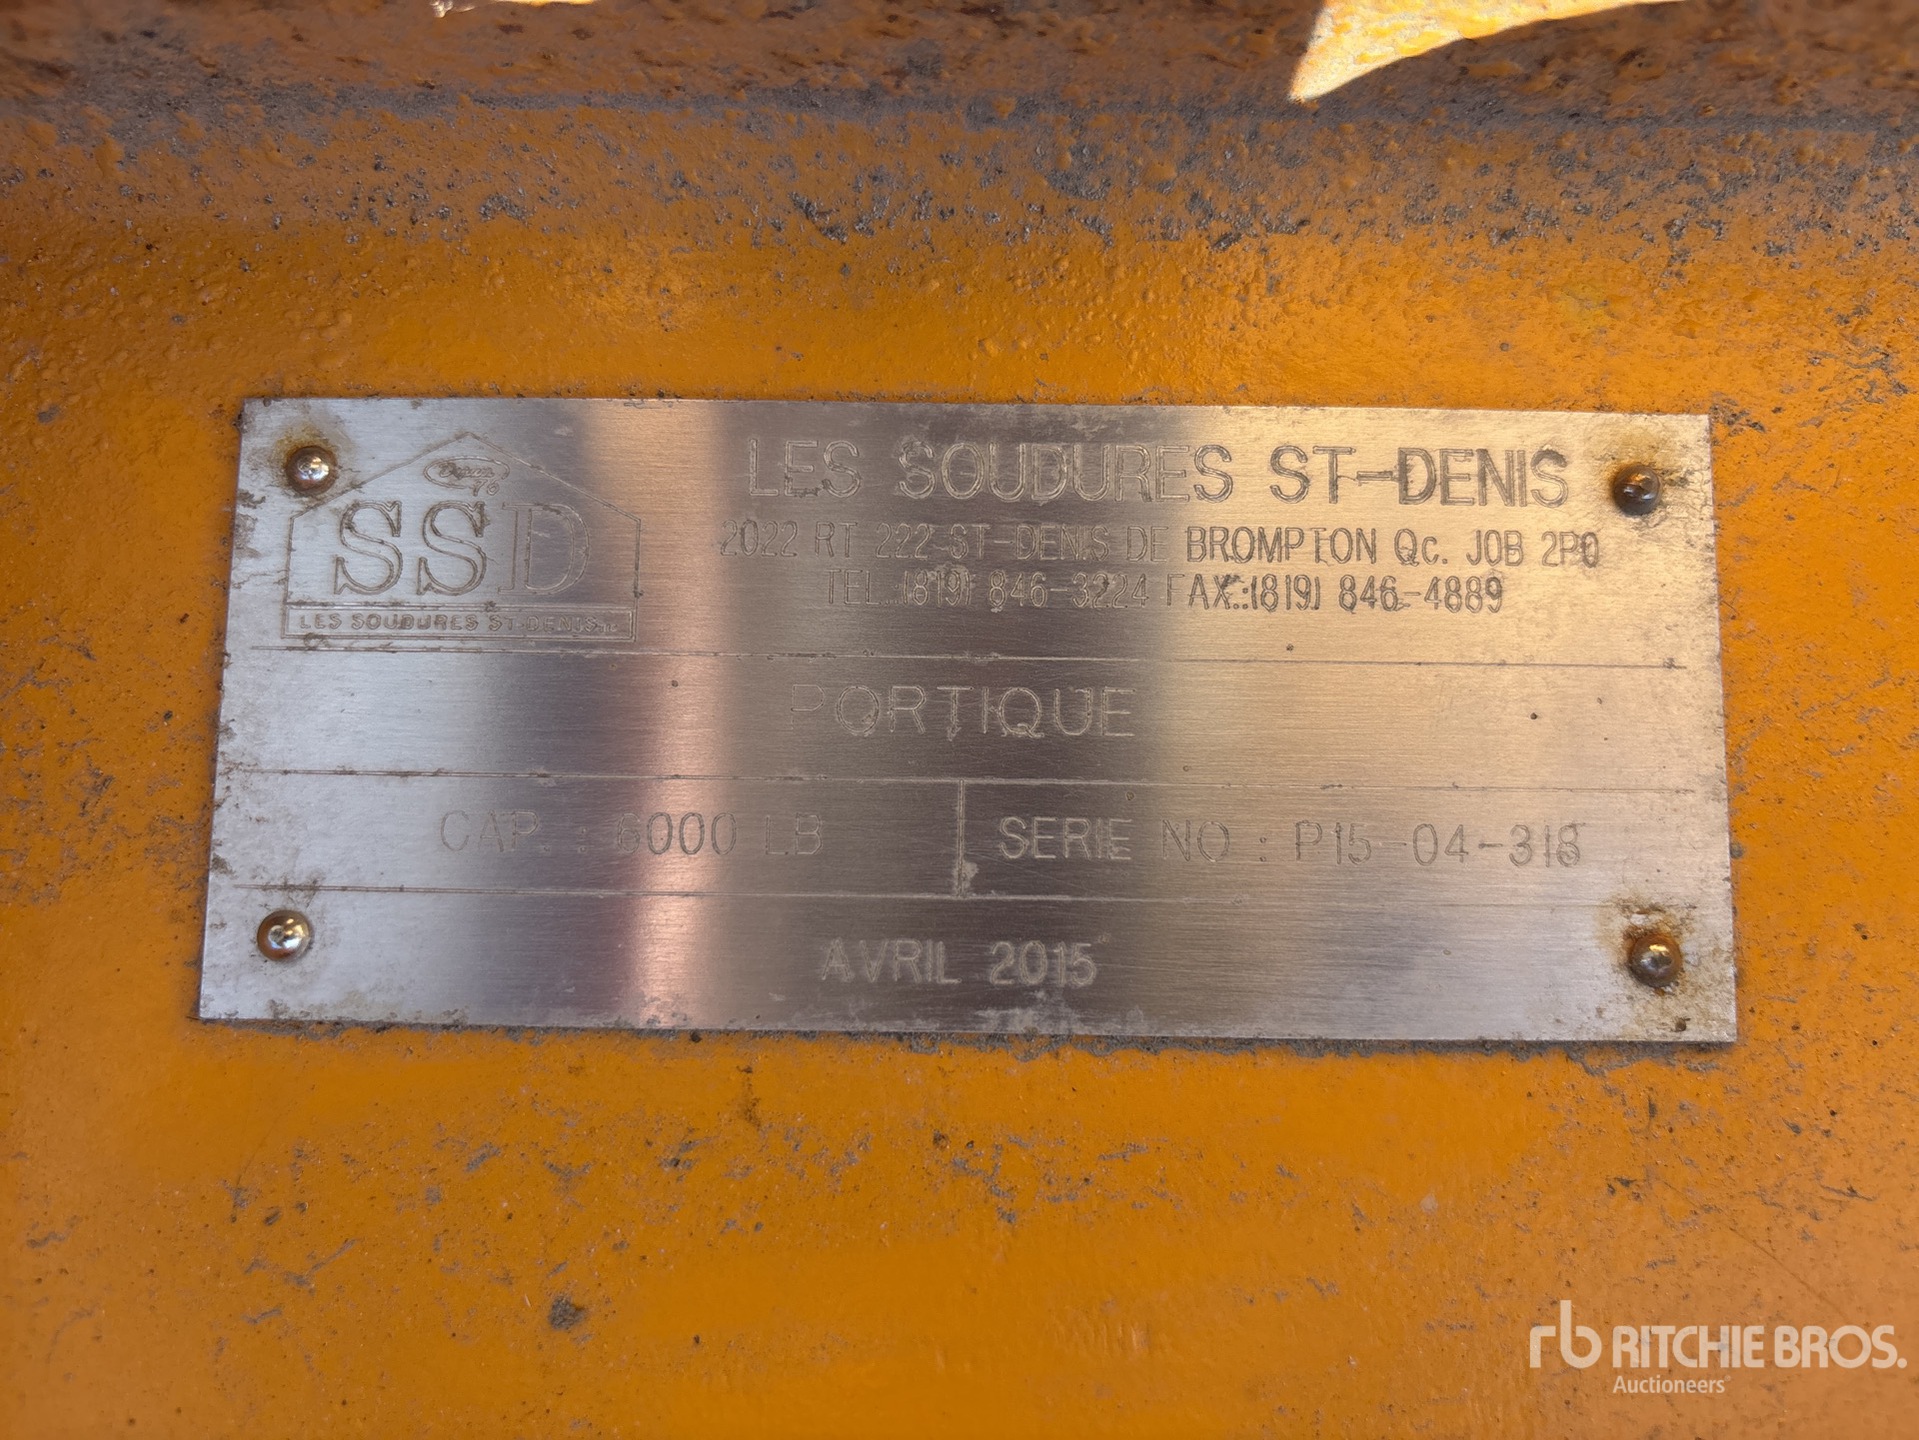 SSD
LES SOUDURES ST-DENIS
LES SOUDURES ST-DENIS
2022 RT 222 ST-DENIS DE BROMPTON Qc. J0B 2P0
TEL.:(819) 846-3224 FAX.:(819) 846-4889
PORTIQUE
CAP. : 6000 LB
SERIE NO : P15-04-318
AVRIL 2015
rb RITCHIE BROS.
Auctioneers